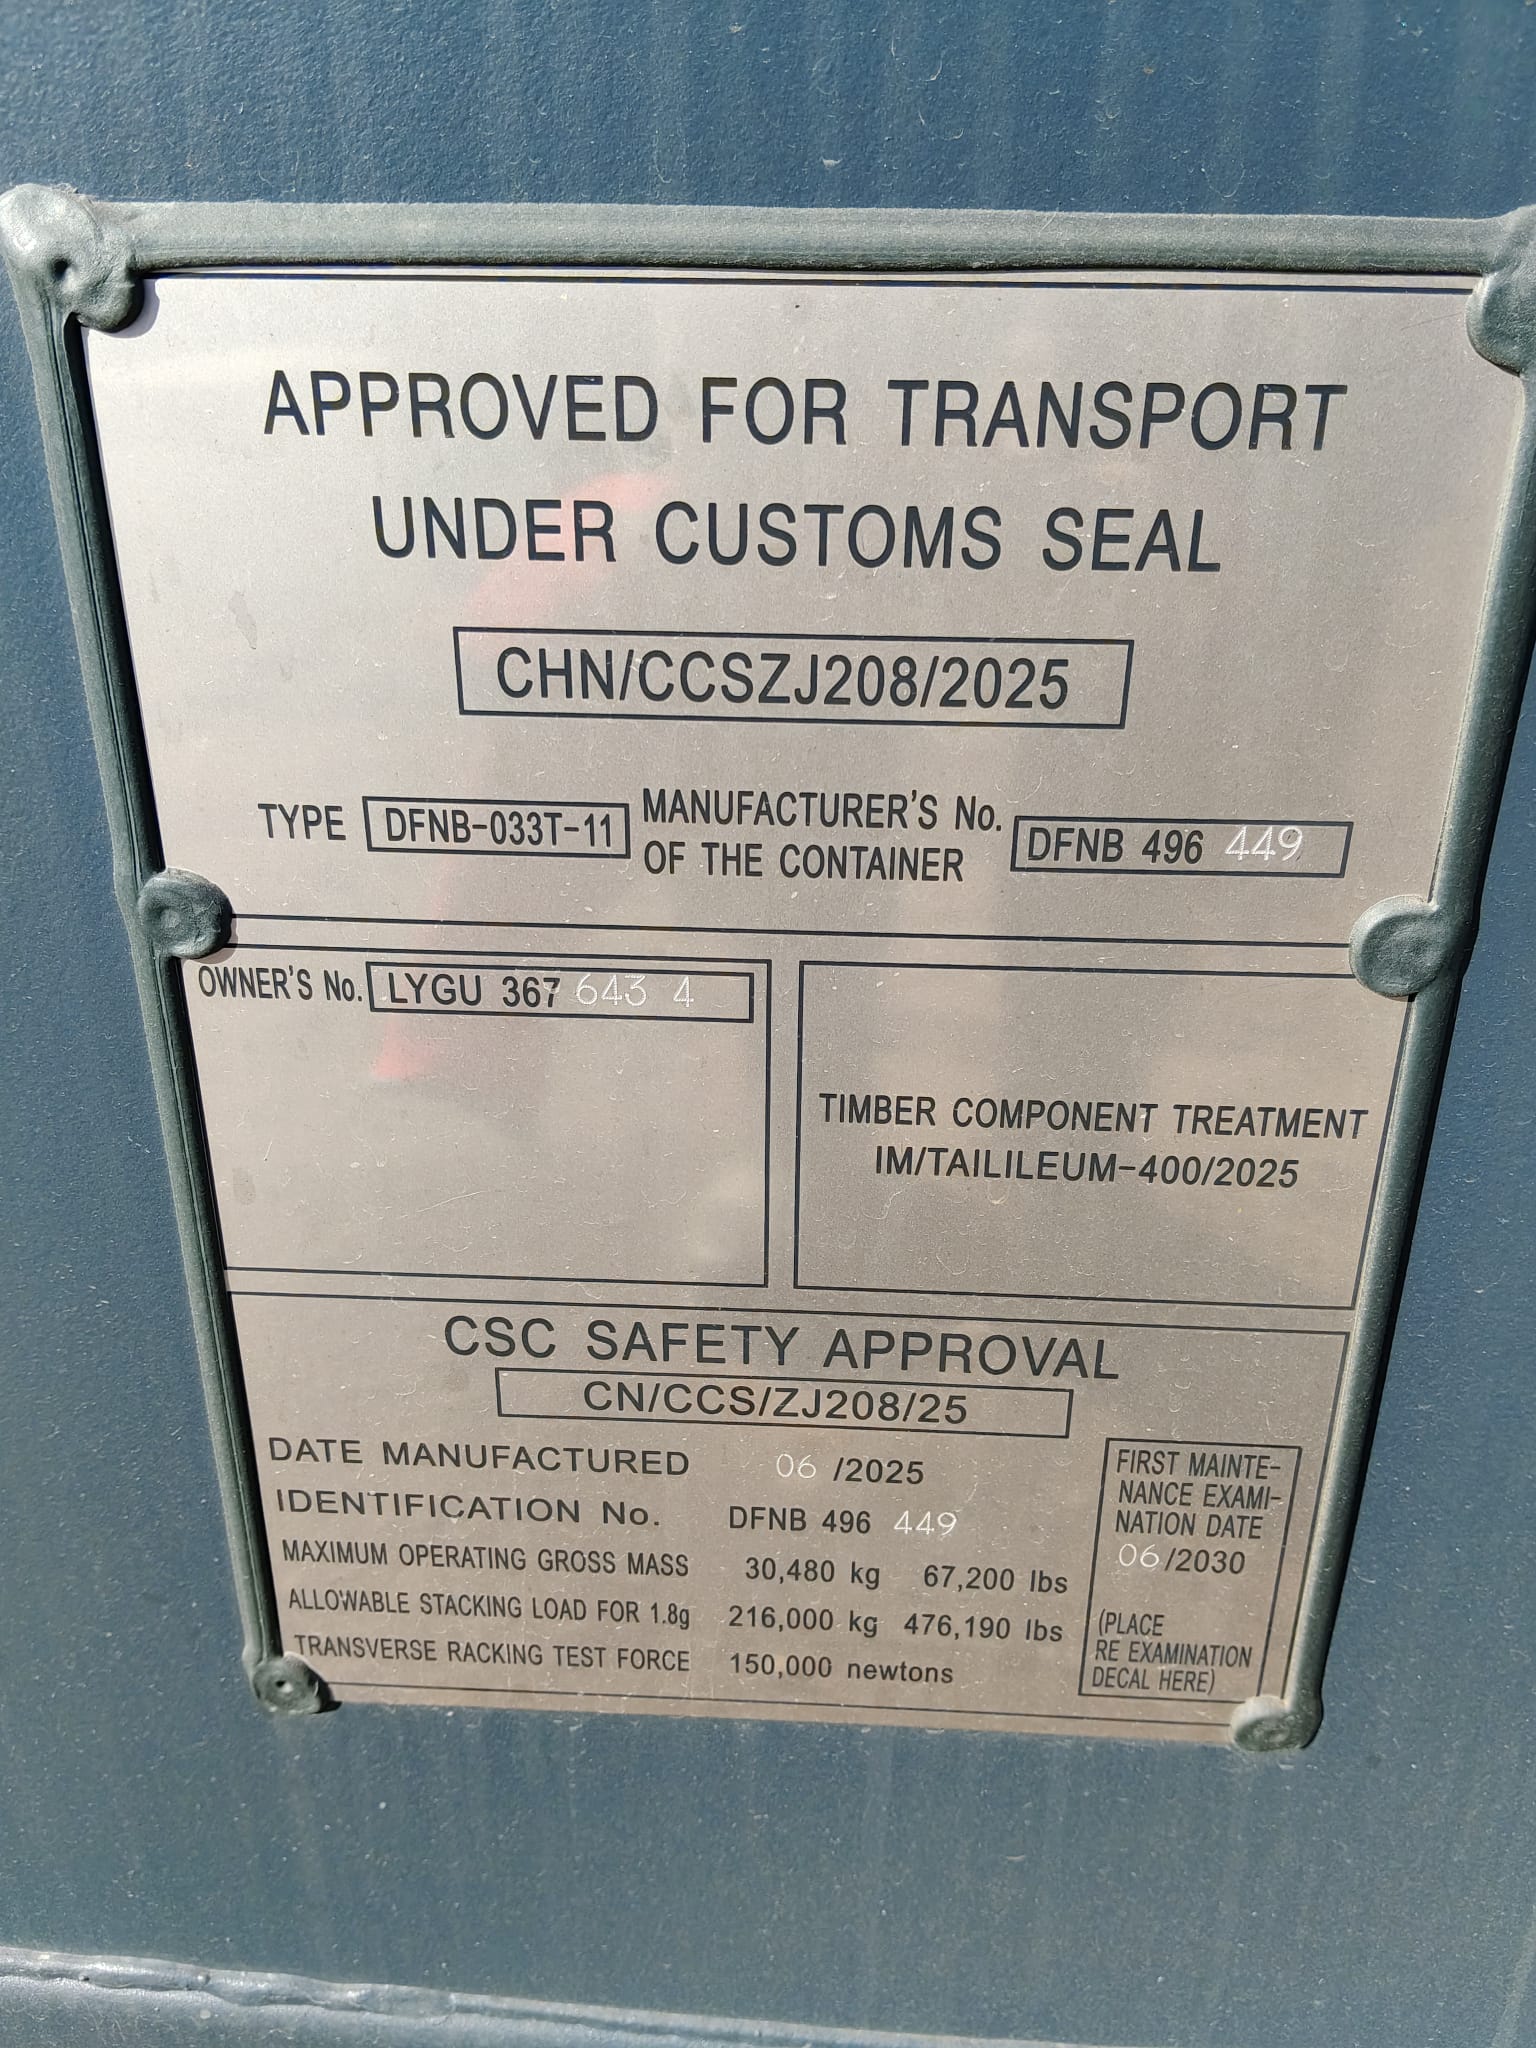 APPROVED FOR TRANSPORT
UNDER CUSTOMS SEAL
CHN/CCSZJ208/2025
TYPE DFNB-033T-11 MANUFACTURER'S No. OF THE CONTAINER DFNB 496 449
OWNER'S No. LYGU 367 643 4
TIMBER COMPONENT TREATMENT
IM/TAILILEUM-400/2025
CSC SAFETY APPROVAL
CN/CCS/ZJ208/25
DATE MANUFACTURED 06 /2025
IDENTIFICATION No. DFNB 496 449
MAXIMUM OPERATING GROSS MASS 30,480 kg 67,200 lbs
ALLOWABLE STACKING LOAD FOR 1.8g 216,000 kg 476,190 lbs
TRANSVERSE RACKING TEST FORCE 150,000 newtons
FIRST MAINTE-
NANCE EXAMI-
NATION DATE
06/2030
(PLACE
RE EXAMINATION
DECAL HERE)